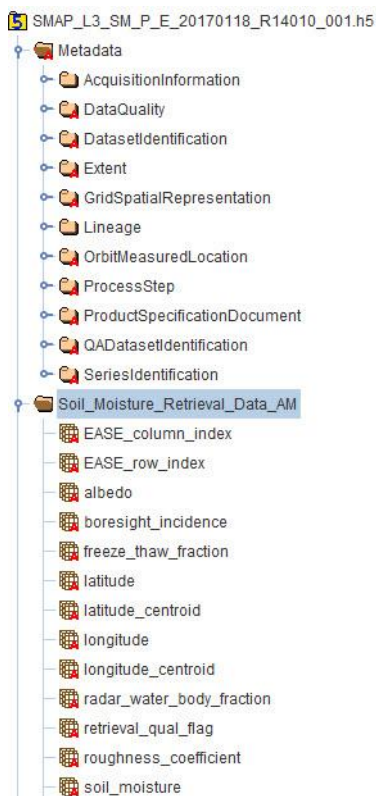 SMAP_L3_SM_P_E_20170118_R14010_001.h5
Metadata
AcquisitionInformation
DataQuality
DatasetIdentification
Extent
GridSpatialRepresentation
Lineage
OrbitMeasuredLocation
ProcessStep
ProductSpecificationDocument
QADatasetIdentification
SeriesIdentification
Soil_Moisture_Retrieval_Data_AM
EASE_column_index
EASE_row_index
albedo
boresight_incidence
freeze_thaw_fraction
latitude
latitude_centroid
longitude
longitude_centroid
radar_water_body_fraction
retrieval_qual_flag
roughness_coefficient
soil_moisture